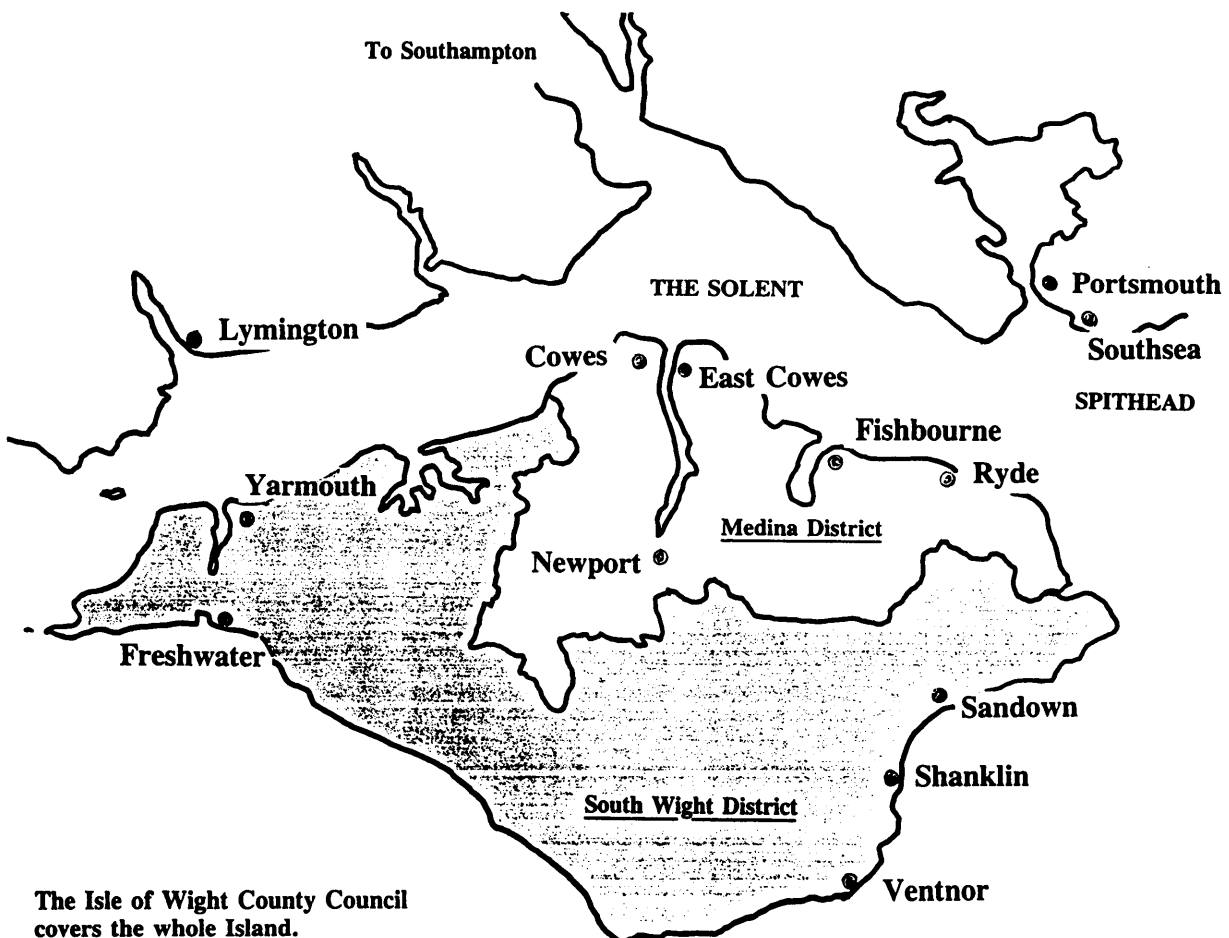 To Southampton
THE SOLENT
Portsmouth
Lymington
Southsea
Cowes
East Cowes
SPITHEAD
Fishbourne
Yarmouth
Ryde
Medina District
Newport
Freshwater
Sandown
Shanklin
South Wight District
Ventnor
The Isle of Wight County Council
covers the whole Island.